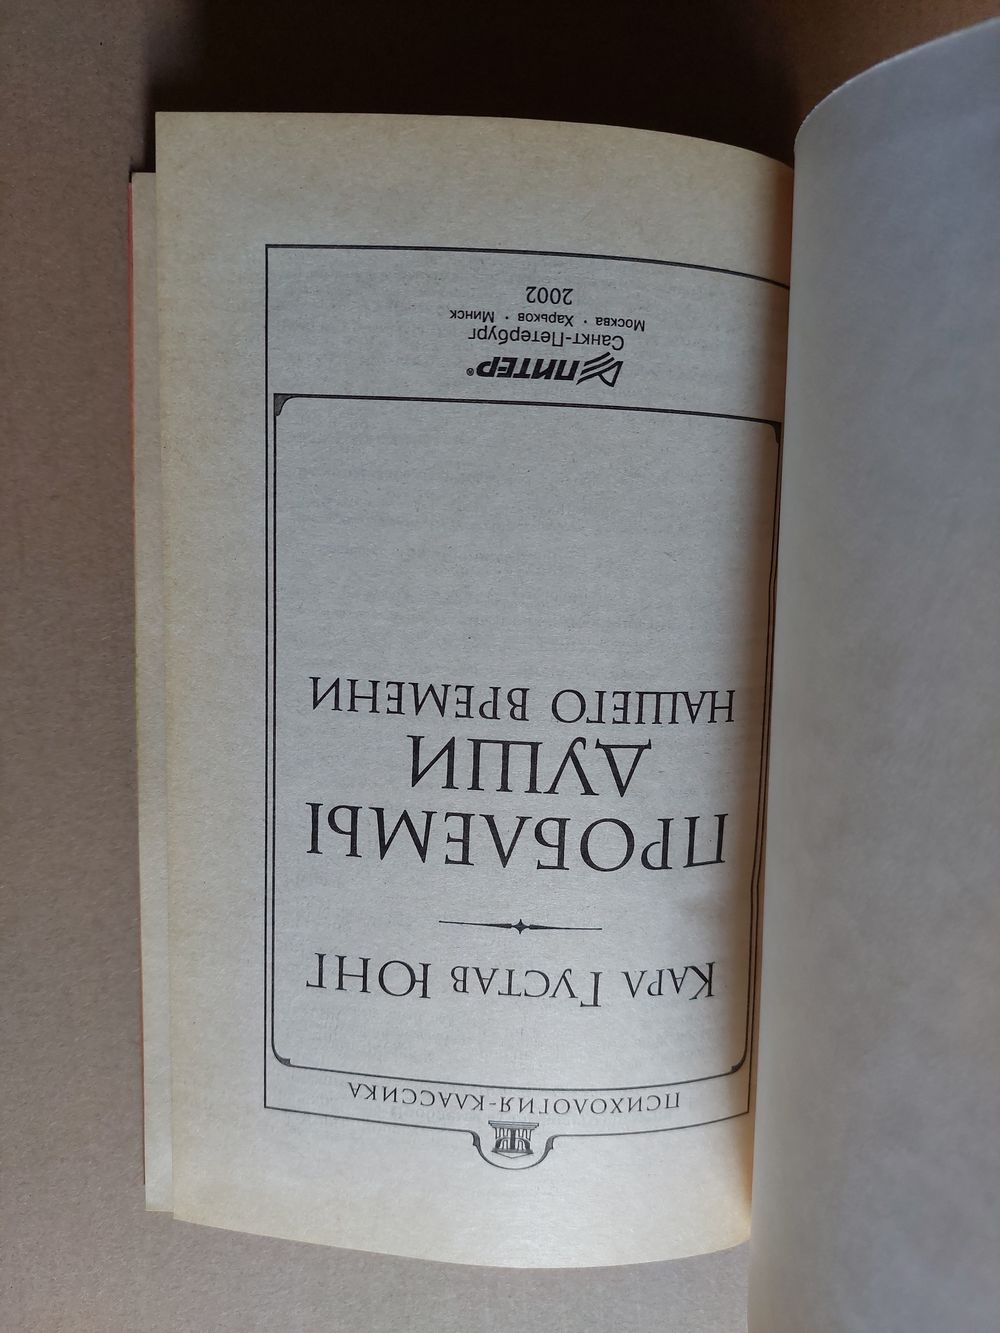 ПСИХОЛОГИЯ-КЛАССИКА
КАРЛ ГУСТАВ ЮНГ
ПРОБЛЕМЫ
ДУШИ
НАШЕГО ВРЕМЕНИ
ПИТЕР®
Санкт-Петербург
Москва · Харьков · Минск
2002